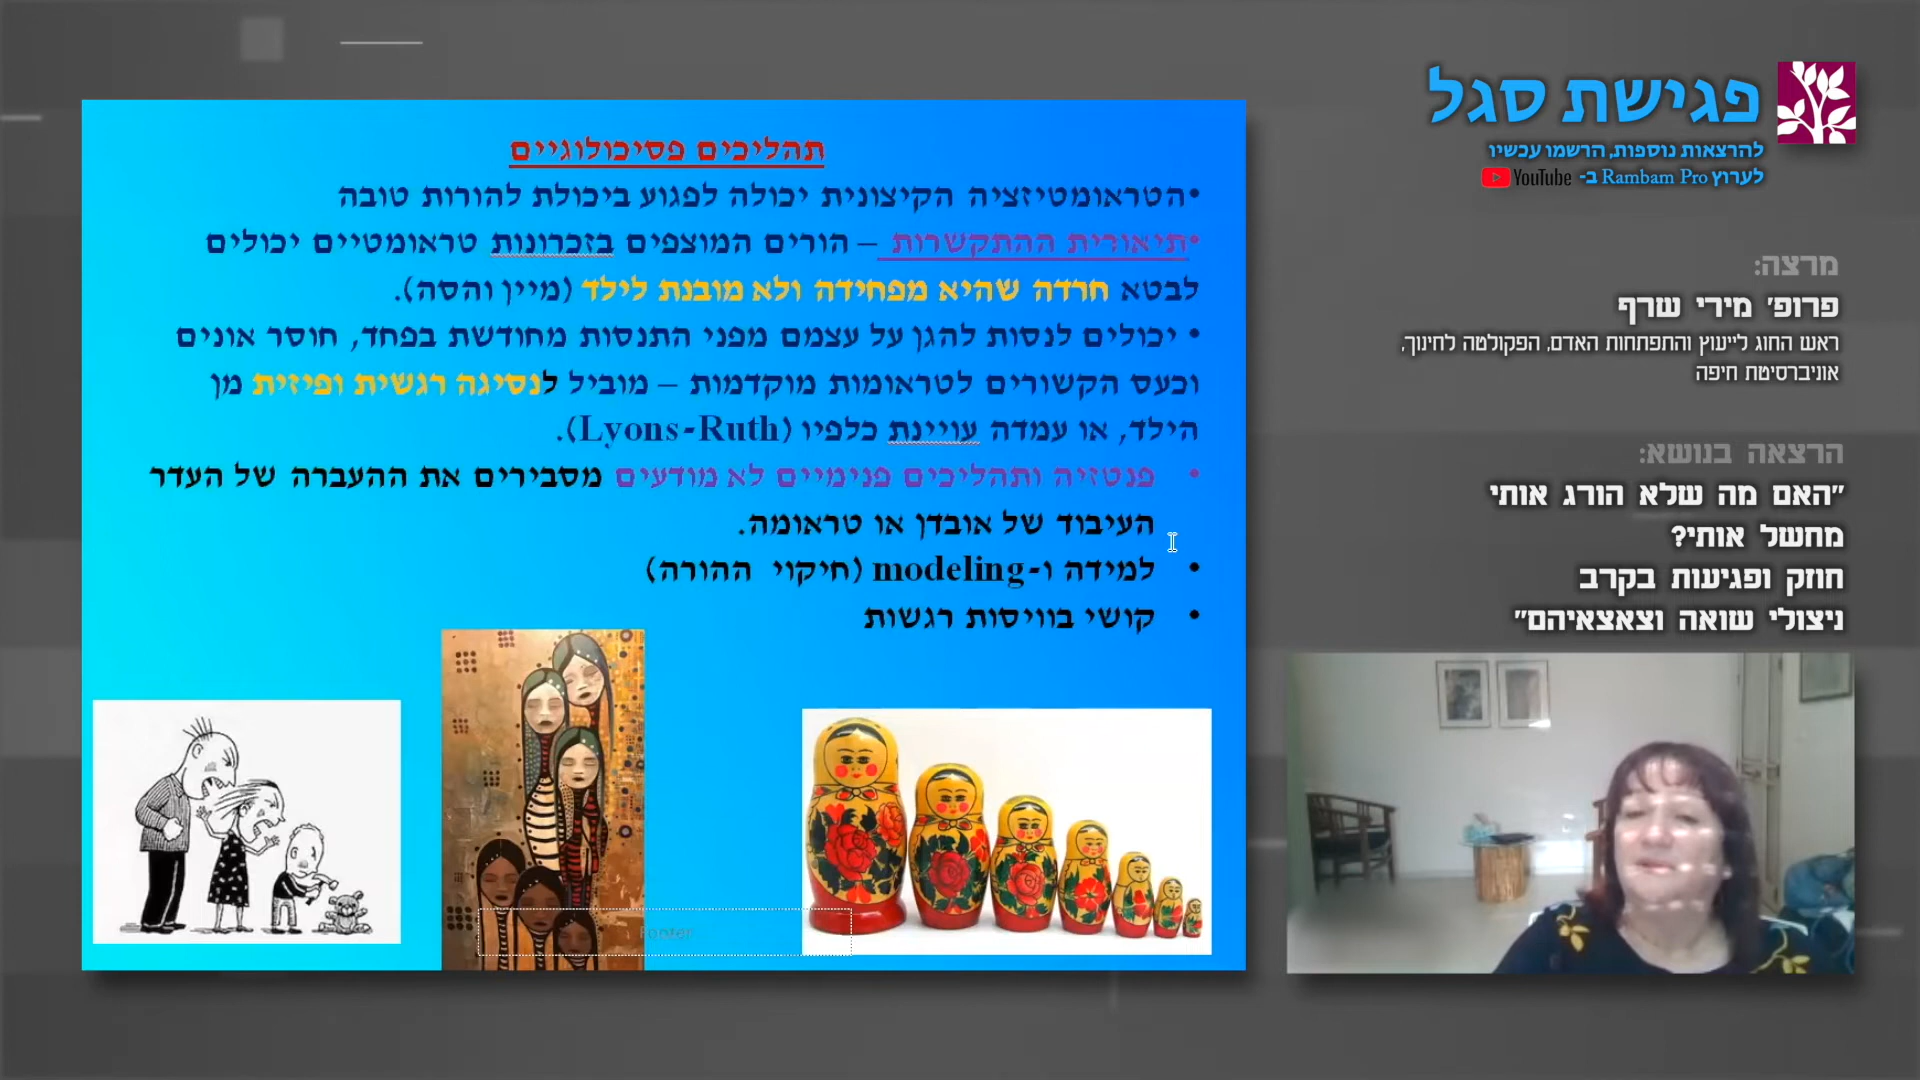 תהליכים פסיכולוגיים
•הטראומטיזציה הקיצונית יכולה לפגוע ביכולת להורות טובה
•תיאורית ההתקשרות – הורים המוצפים בזכרונות טראומטיים יכולים
לבטא חרדה שהיא מפחידה ולא מובנת לילד (מיין והסה).
• יכולים לנסות להגן על עצמם מפני התנסות מחודשת בפחד, חוסר אונים
וכעס הקשורים לטראומות מוקדמות – מוביל לנסיגה רגשית ופיזית מן
הילד, או עמדה עויינת כלפיו (Lyons-Ruth).
• פנטזיה ותהליכים פנימיים לא מודעים מסבירים את ההעברה של העדר
העיבוד של אובדן או טראומה.
• למידה ו-modeling (חיקוי ההורה)
• קושי בוויסות רגשות
Footer
פגישת סגל
להרצאות נוספות, הרשמו עכשיו
לערוץ Rambam Pro ב- YouTube
מרצה:
פרופ' מירי שרף
ראש החוג לייעוץ והתפתחות האדם, הפקולטה לחינוך,
אוניברסיטת חיפה
הרצאה בנושא:
"האם מה שלא הורג אותי
מחשל אותי?
חוזק ופגיעות בקרב
ניצולי שואה וצאצאיהם"